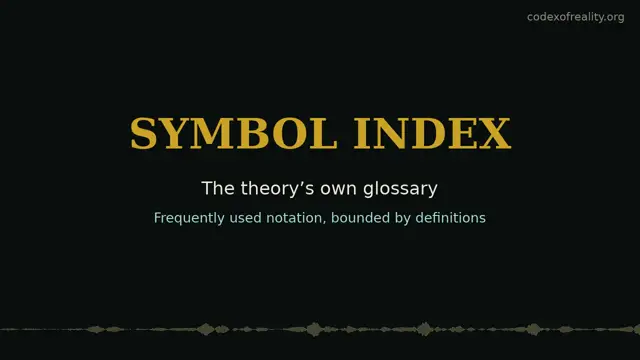 codexofreality.org
SYMBOL INDEX
The theory’s own glossary
Frequently used notation, bounded by definitions